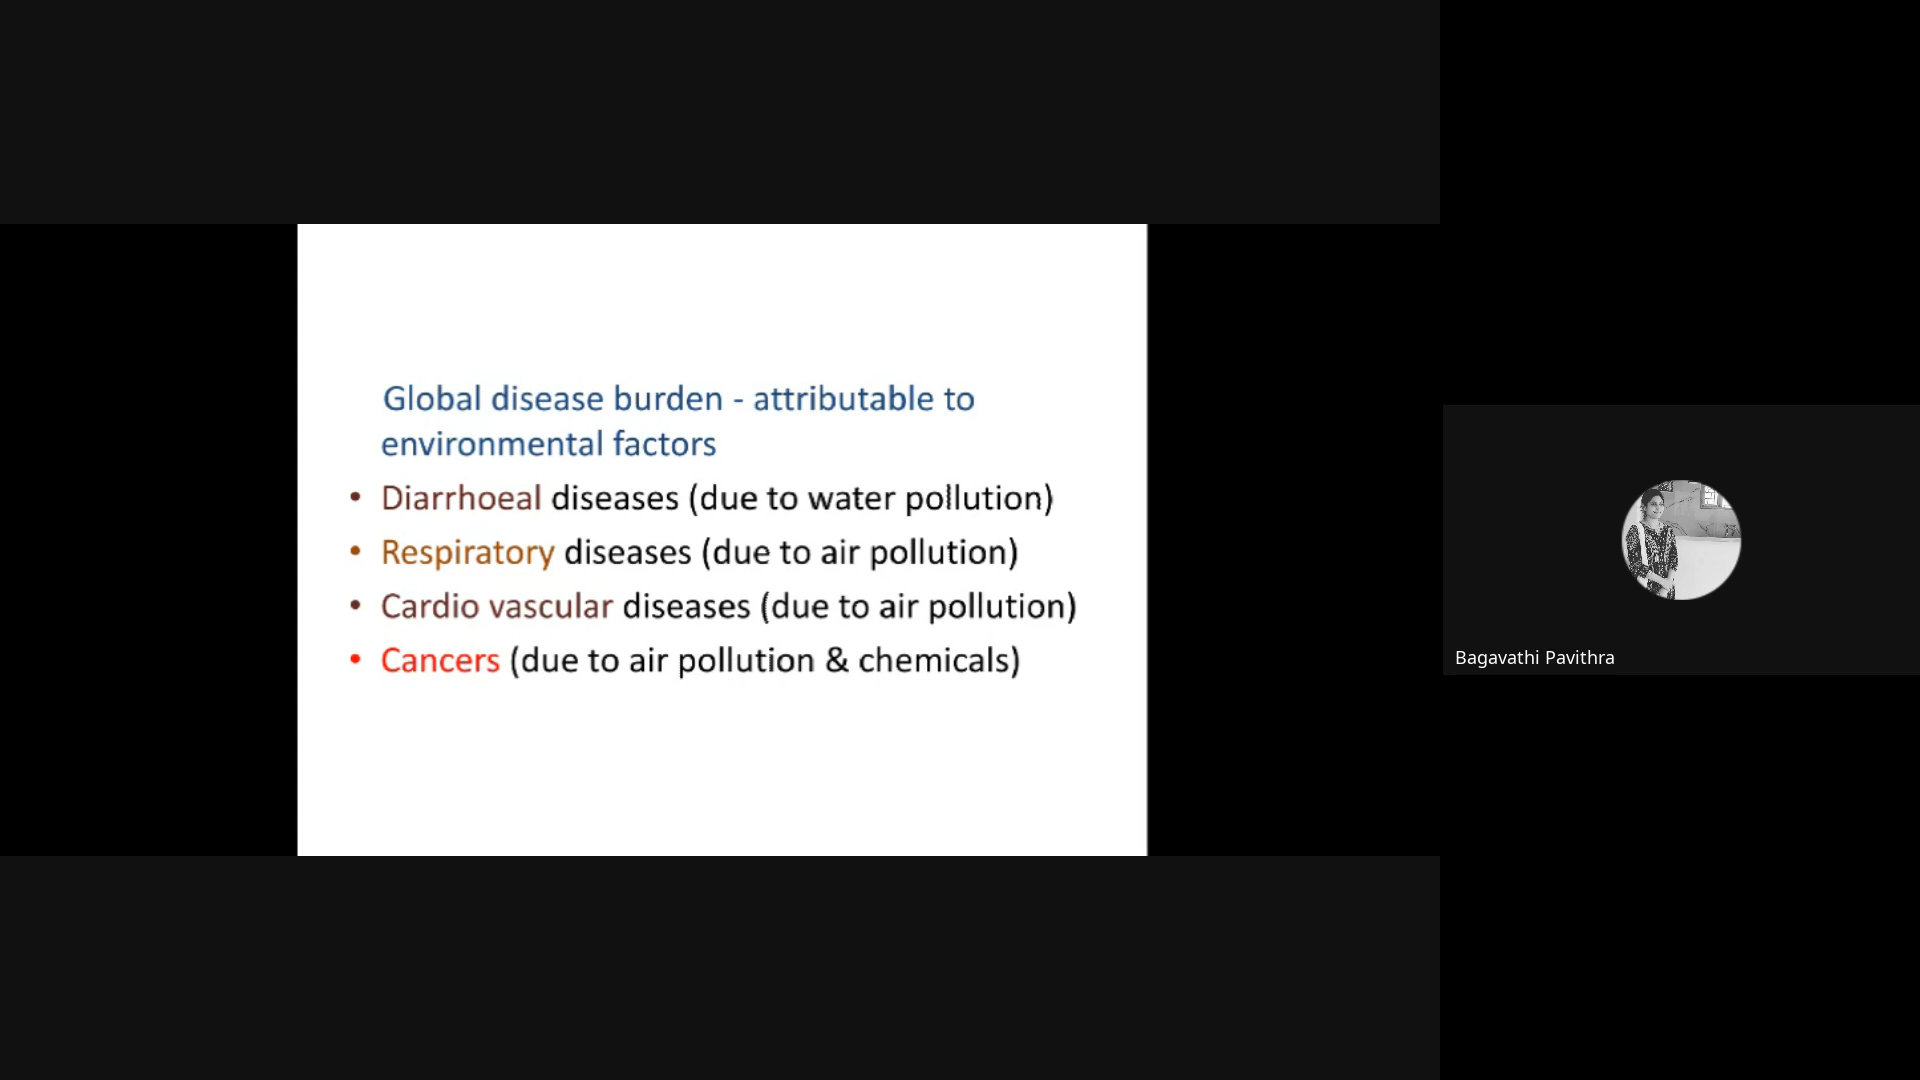 Global disease burden - attributable to
environmental factors
• Diarrhoeal diseases (due to water pollution)
• Respiratory diseases (due to air pollution)
• Cardio vascular diseases (due to air pollution)
• Cancers (due to air pollution & chemicals)
Bagavathi Pavithra